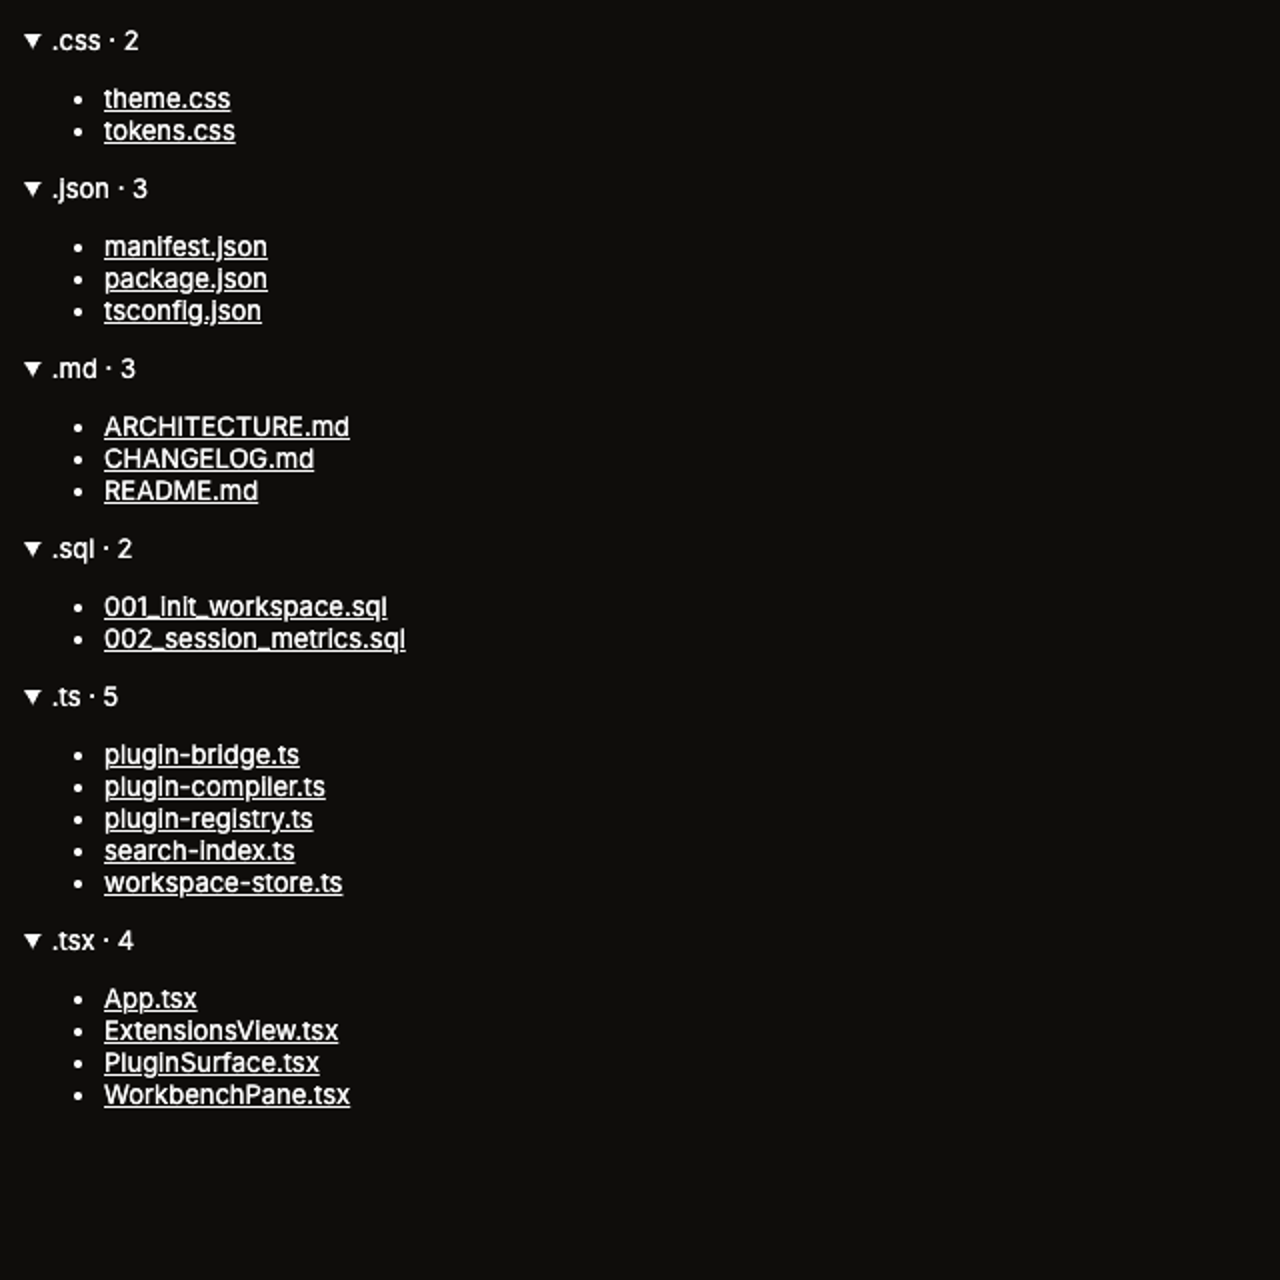 .css · 2
theme.css
tokens.css
.json · 3
manifest.json
package.json
tsconfig.json
.md · 3
ARCHITECTURE.md
CHANGELOG.md
README.md
.sql · 2
001_init_workspace.sql
002_session_metrics.sql
.ts · 5
plugin-bridge.ts
plugin-compiler.ts
plugin-registry.ts
search-index.ts
workspace-store.ts
.tsx · 4
App.tsx
ExtensionsView.tsx
PluginSurface.tsx
WorkbenchPane.tsx